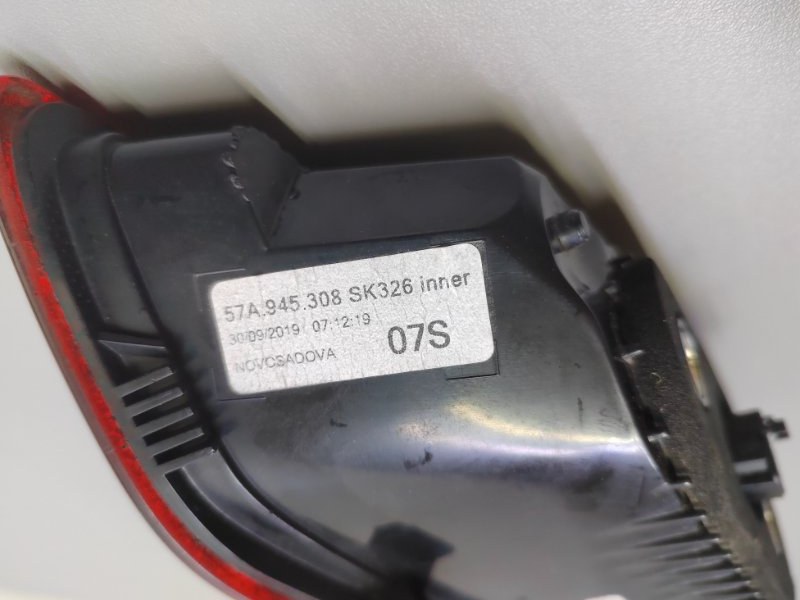 57A.945.308 SK326 inner
30/09/2019 07:12:19
07S
NOVOSADOVA